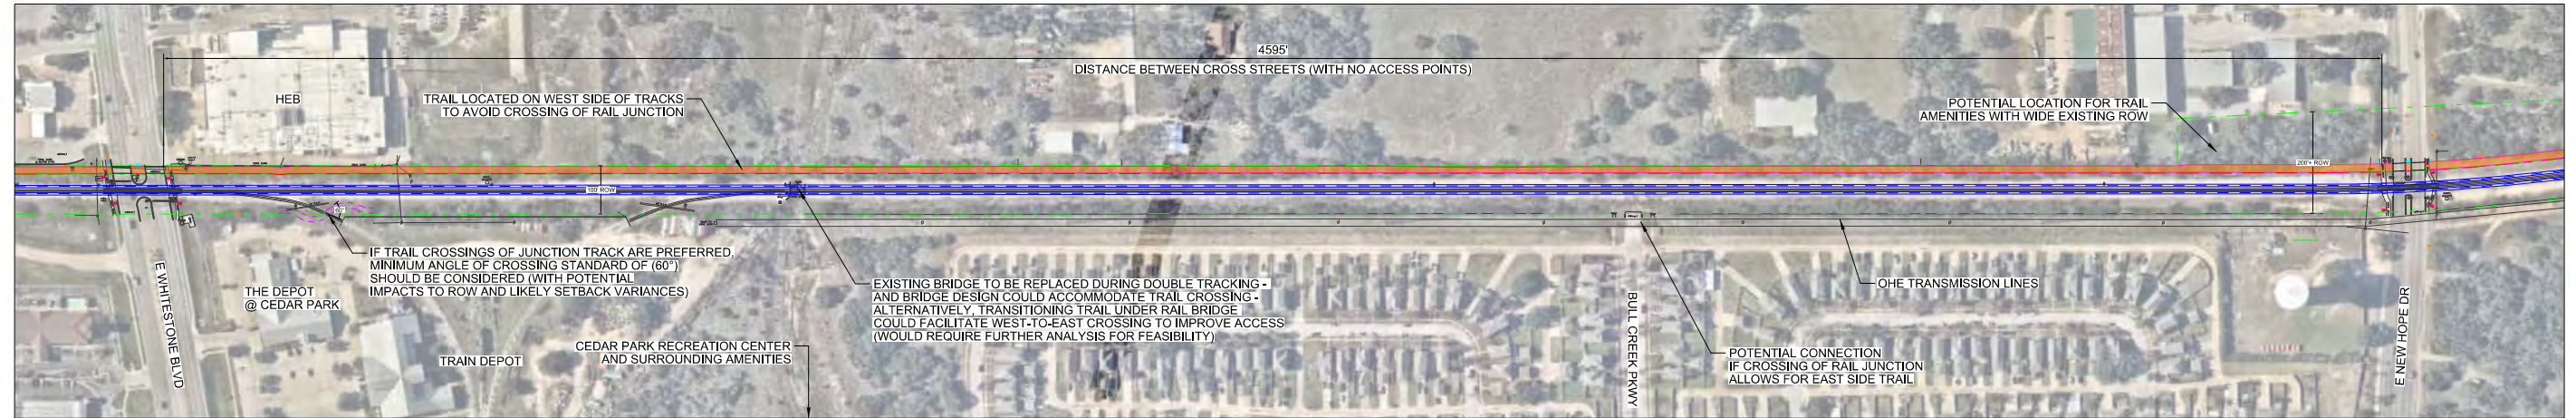 4595'
DISTANCE BETWEEN CROSS STREETS (WITH NO ACCESS POINTS)
HEB
TRAIL LOCATED ON WEST SIDE OF TRACKS
TO AVOID CROSSING OF RAIL JUNCTION
POTENTIAL LOCATION FOR TRAIL
AMENITIES WITH WIDE EXISTING ROW
200'+ ROW
100' ROW
60°
IF TRAIL CROSSINGS OF JUNCTION TRACK ARE PREFERRED,
MINIMUM ANGLE OF CROSSING STANDARD OF (60°)
SHOULD BE CONSIDERED (WITH POTENTIAL
IMPACTS TO ROW AND LIKELY SETBACK VARIANCES)
E WHITESTONE BLVD
THE DEPOT
@ CEDAR PARK
EXISTING BRIDGE TO BE REPLACED DURING DOUBLE TRACKING -
AND BRIDGE DESIGN COULD ACCOMMODATE TRAIL CROSSING -
ALTERNATIVELY, TRANSITIONING TRAIL UNDER RAIL BRIDGE
COULD FACILITATE WEST-TO-EAST CROSSING TO IMPROVE ACCESS
(WOULD REQUIRE FURTHER ANALYSIS FOR FEASIBILITY)
OHE TRANSMISSION LINES
BULL CREEK PKWY
E NEW HOPE DR
TRAIN DEPOT
CEDAR PARK RECREATION CENTER
AND SURROUNDING AMENITIES
POTENTIAL CONNECTION
IF CROSSING OF RAIL JUNCTION
ALLOWS FOR EAST SIDE TRAIL